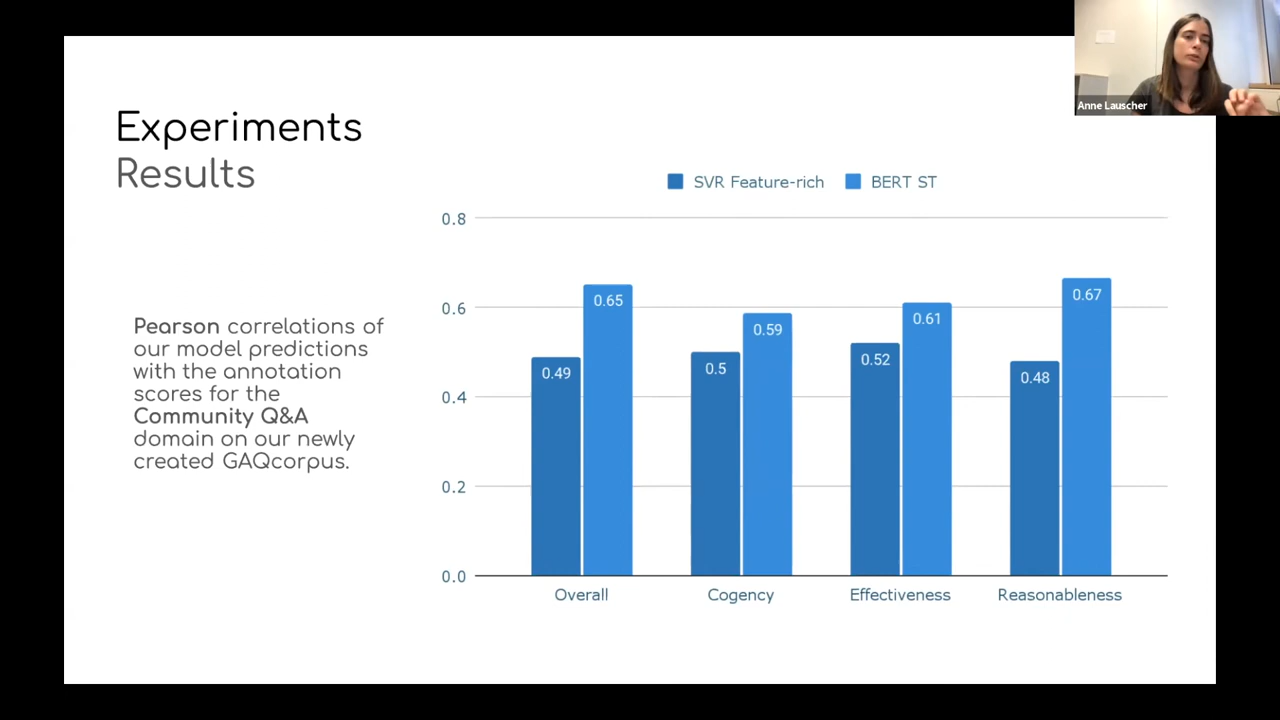 Anne Lauscher
Experiments
Results
Pearson correlations of
our model predictions
with the annotation
scores for the
Community Q&A
domain on our newly
created GAQcorpus.
SVR Feature-rich
BERT ST
0.8
0.6
0.4
0.2
0.0
0.49
0.65
0.5
0.59
0.52
0.61
0.48
0.67
Overall
Cogency
Effectiveness
Reasonableness